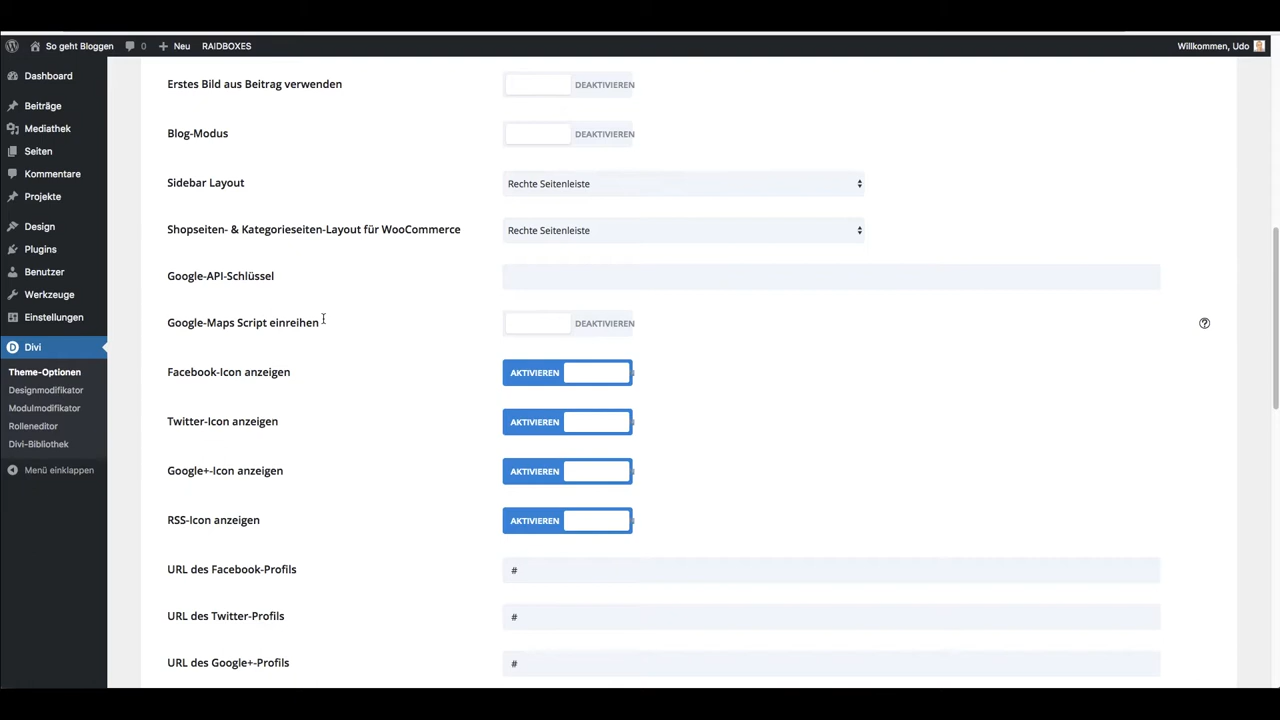 So geht Bloggen 0 Neu RAIDBOXES Willkommen, Udo
Dashboard
Beiträge
Mediathek
Seiten
Kommentare
Projekte
Design
Plugins
Benutzer
Werkzeuge
Einstellungen
Divi
Theme-Optionen
Designmodifikator
Modulmodifikator
Rolleneditor
Divi-Bibliothek
Menü einklappen
Erstes Bild aus Beitrag verwenden DEAKTIVIEREN
Blog-Modus DEAKTIVIEREN
Sidebar Layout Rechte Seitenleiste
Shopseiten- & Kategorieseiten-Layout für WooCommerce Rechte Seitenleiste
Google-API-Schlüssel
Google-Maps Script einreihen DEAKTIVIEREN
Facebook-Icon anzeigen AKTIVIEREN
Twitter-Icon anzeigen AKTIVIEREN
Google+-Icon anzeigen AKTIVIEREN
RSS-Icon anzeigen AKTIVIEREN
URL des Facebook-Profils #
URL des Twitter-Profils #
URL des Google+-Profils #